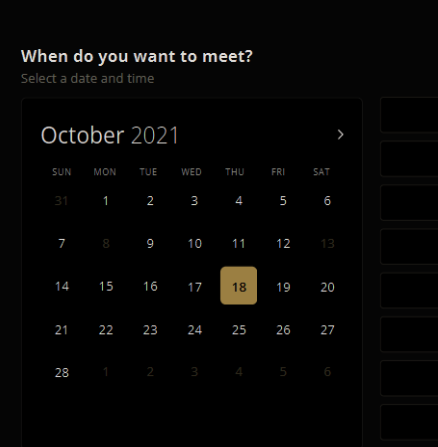 When do you want to meet?
Select a date and time
October 2021
SUN MON TUE WED THU FRI SAT
31 1 2 3 4 5 6
7 8 9 10 11 12 13
14 15 16 17 18 19 20
21 22 23 24 25 26 27
28 1 2 3 4 5 6